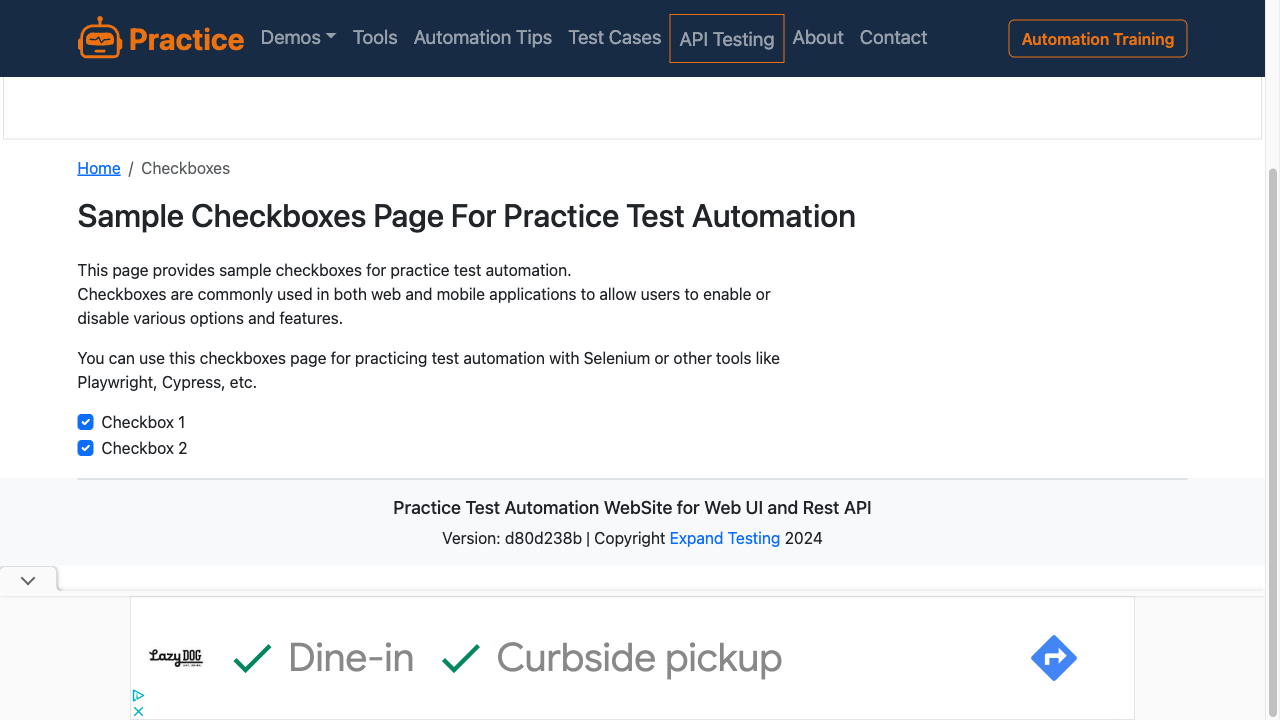 Practice Demos Tools Automation Tips Test Cases API Testing About Contact Automation Training
Home / Checkboxes
Sample Checkboxes Page For Practice Test Automation
This page provides sample checkboxes for practice test automation.
Checkboxes are commonly used in both web and mobile applications to allow users to enable or
disable various options and features.
You can use this checkboxes page for practicing test automation with Selenium or other tools like
Playwright, Cypress, etc.
Checkbox 1
Checkbox 2
Practice Test Automation WebSite for Web UI and Rest API
Version: d80d238b | Copyright Expand Testing 2024
Lazy DOG Dine-in Curbside pickup